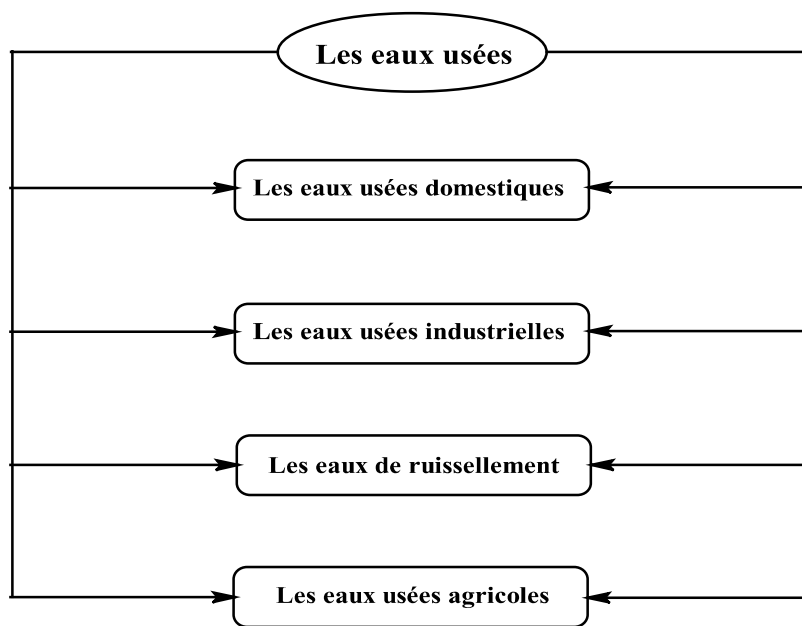 Les eaux usées
Les eaux usées domestiques
Les eaux usées industrielles
Les eaux de ruissellement
Les eaux usées agricoles